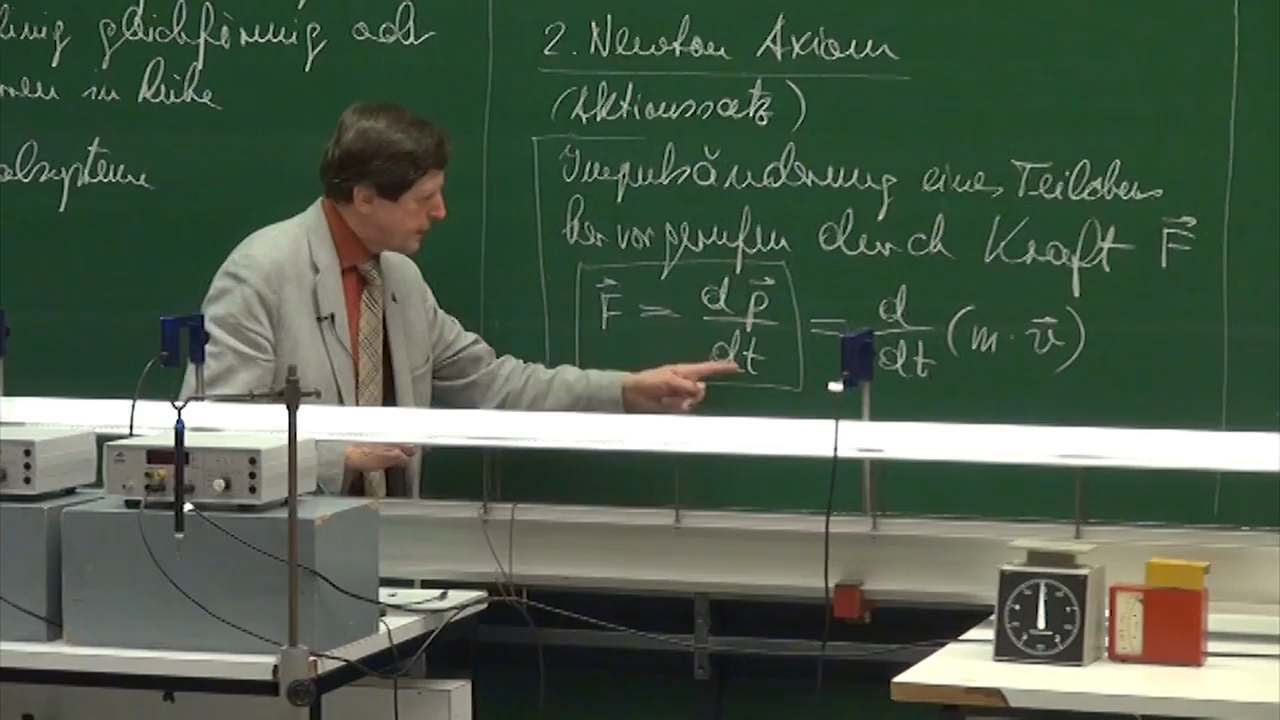 gleichförmig oder
in Ruhe
2. Newton Axiom
(Aktionssatz)
Impulsänderung eines Teilchens
hervorgerufen durch Kraft F⃗
F⃗ = dp⃗/dt = d/dt (m · v⃗)